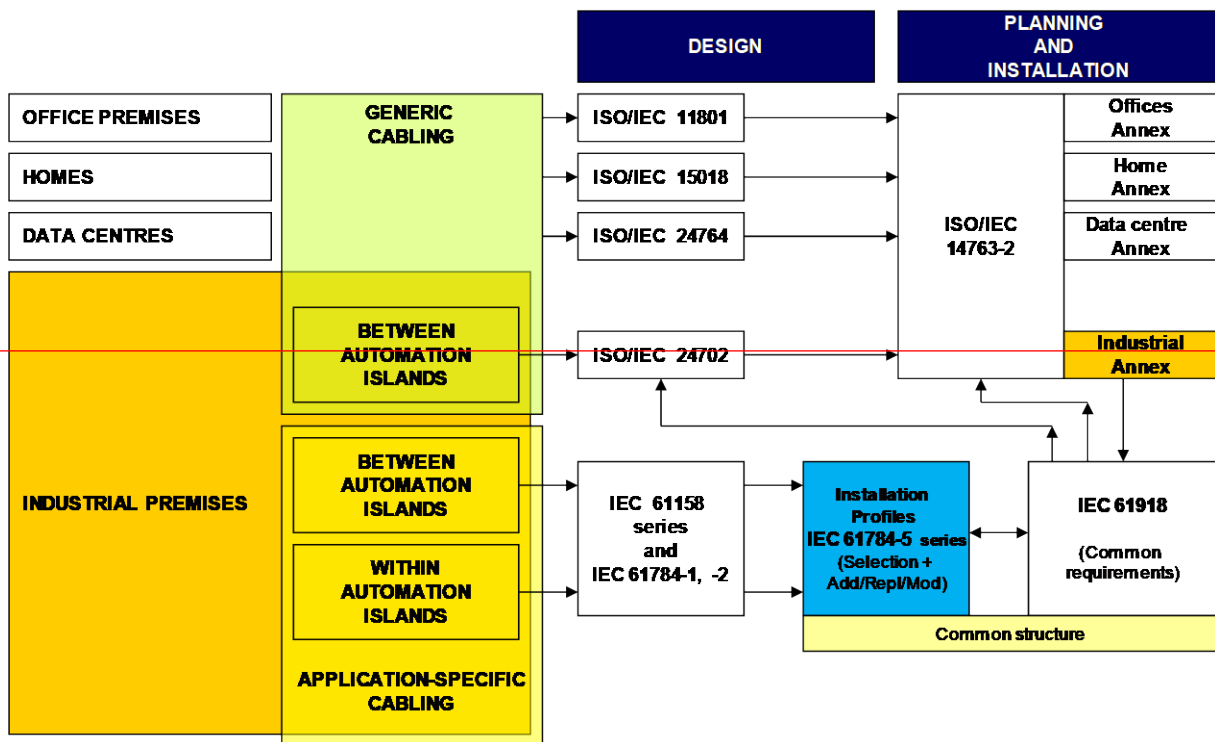 DESIGN
PLANNING
AND
INSTALLATION
OFFICE PREMISES
GENERIC
CABLING
ISO/IEC 11801
Offices
Annex
HOMES
ISO/IEC 15018
Home
Annex
DATA CENTRES
ISO/IEC 24764
ISO/IEC
14763-2
Data centre
Annex
BETWEEN
AUTOMATION
ISLANDS
ISO/IEC 24702
Industrial
Annex
INDUSTRIAL PREMISES
BETWEEN
AUTOMATION
ISLANDS
IEC 61158
series
and
IEC 61784-1, -2
Installation
Profiles
IEC 61784-5 series
(Selection +
Add/Repl/Mod)
IEC 61918
(Common
requirements)
WITHIN
AUTOMATION
ISLANDS
Common structure
APPLICATION-SPECIFIC
CABLING